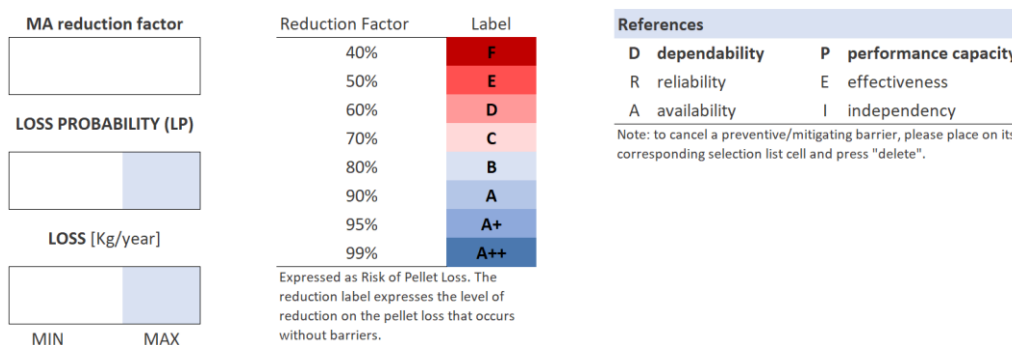 MA reduction factor
LOSS PROBABILITY (LP)
LOSS [Kg/year]
MIN MAX
Reduction Factor Label
40% F
50% E
60% D
70% C
80% B
90% A
95% A+
99% A++
Expressed as Risk of Pellet Loss. The
reduction label expresses the level of
reduction on the pellet loss that occurs
without barriers.
References
D dependability P performance capacity
R reliability E effectiveness
A availability I independency
Note: to cancel a preventive/mitigating barrier, please place on its
corresponding selection list cell and press "delete".